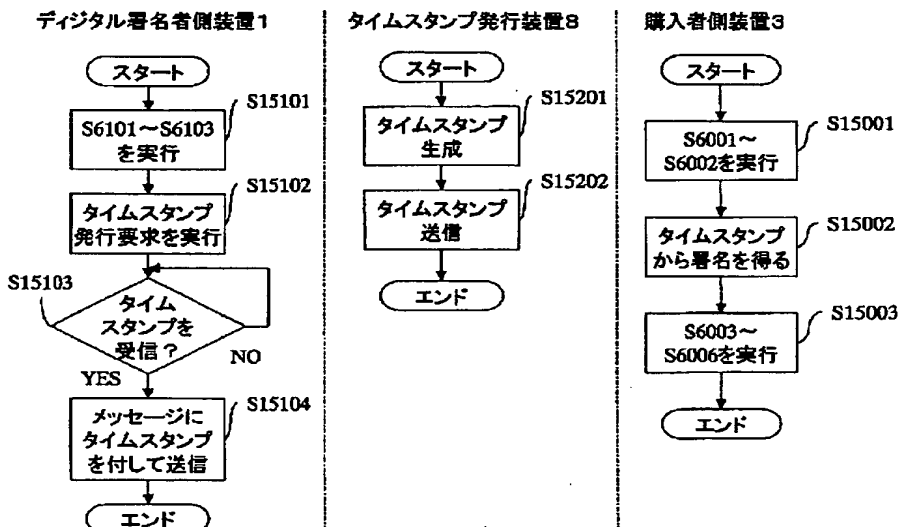 ディジタル署名者側装置1
スタート
S15101
S6101～S6103
を実行
S15102
タイムスタンプ
発行要求を実行
S15103
タイム
スタンプを
受信？
NO
YES
S15104
メッセージに
タイムスタンプ
を付して送信
エンド
タイムスタンプ発行装置8
スタート
S15201
タイムスタンプ
生成
S15202
タイムスタンプ
送信
エンド
購入者側装置3
スタート
S15001
S6001～
S6002を実行
S15002
タイムスタンプ
から署名を得る
S15003
S6003～
S6006を実行
エンド